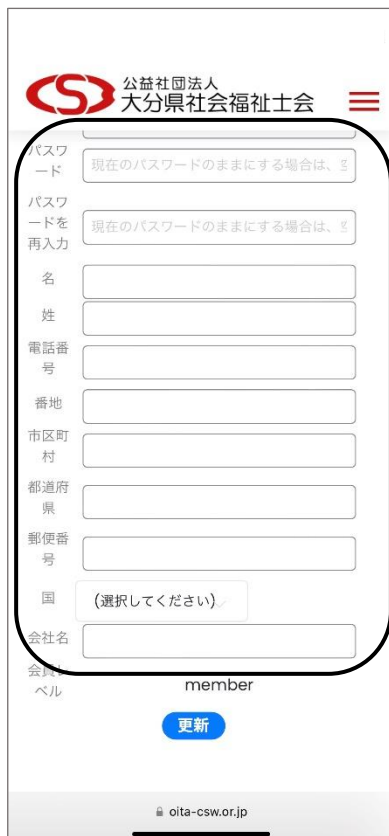 公益社団法人
大分県社会福祉士会
パスワ
ード
現在のパスワードのままにする場合は、
パスワ
ードを
再入力
現在のパスワードのままにする場合は、
名
姓
電話番
号
番地
市区町
村
都道府
県
郵便番
号
国
(選択してください)
会社名
会員レ
ベル
member
更新
oita-csw.or.jp